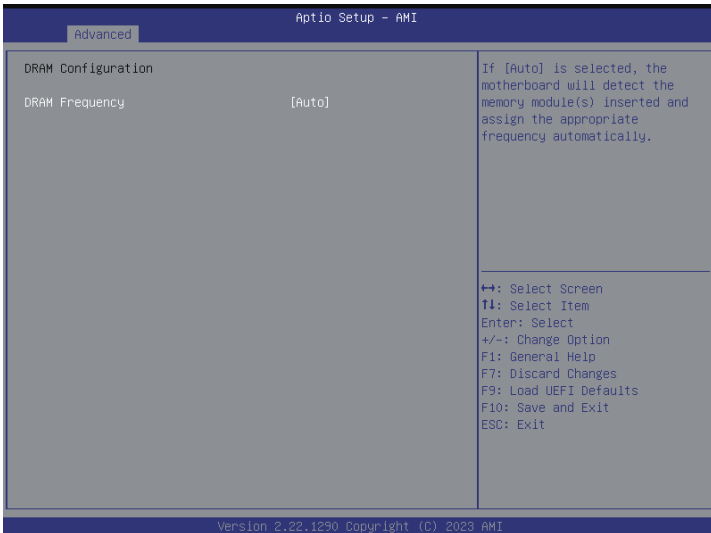 Aptio Setup – AMI
Advanced
DRAM Configuration
DRAM Frequency [Auto]
If [Auto] is selected, the
motherboard will detect the
memory module(s) inserted and
assign the appropriate
frequency automatically.
↔: Select Screen
↑↓: Select Item
Enter: Select
+/-: Change Option
F1: General Help
F7: Discard Changes
F9: Load UEFI Defaults
F10: Save and Exit
ESC: Exit
Version 2.22.1290 Copyright (C) 2023 AMI